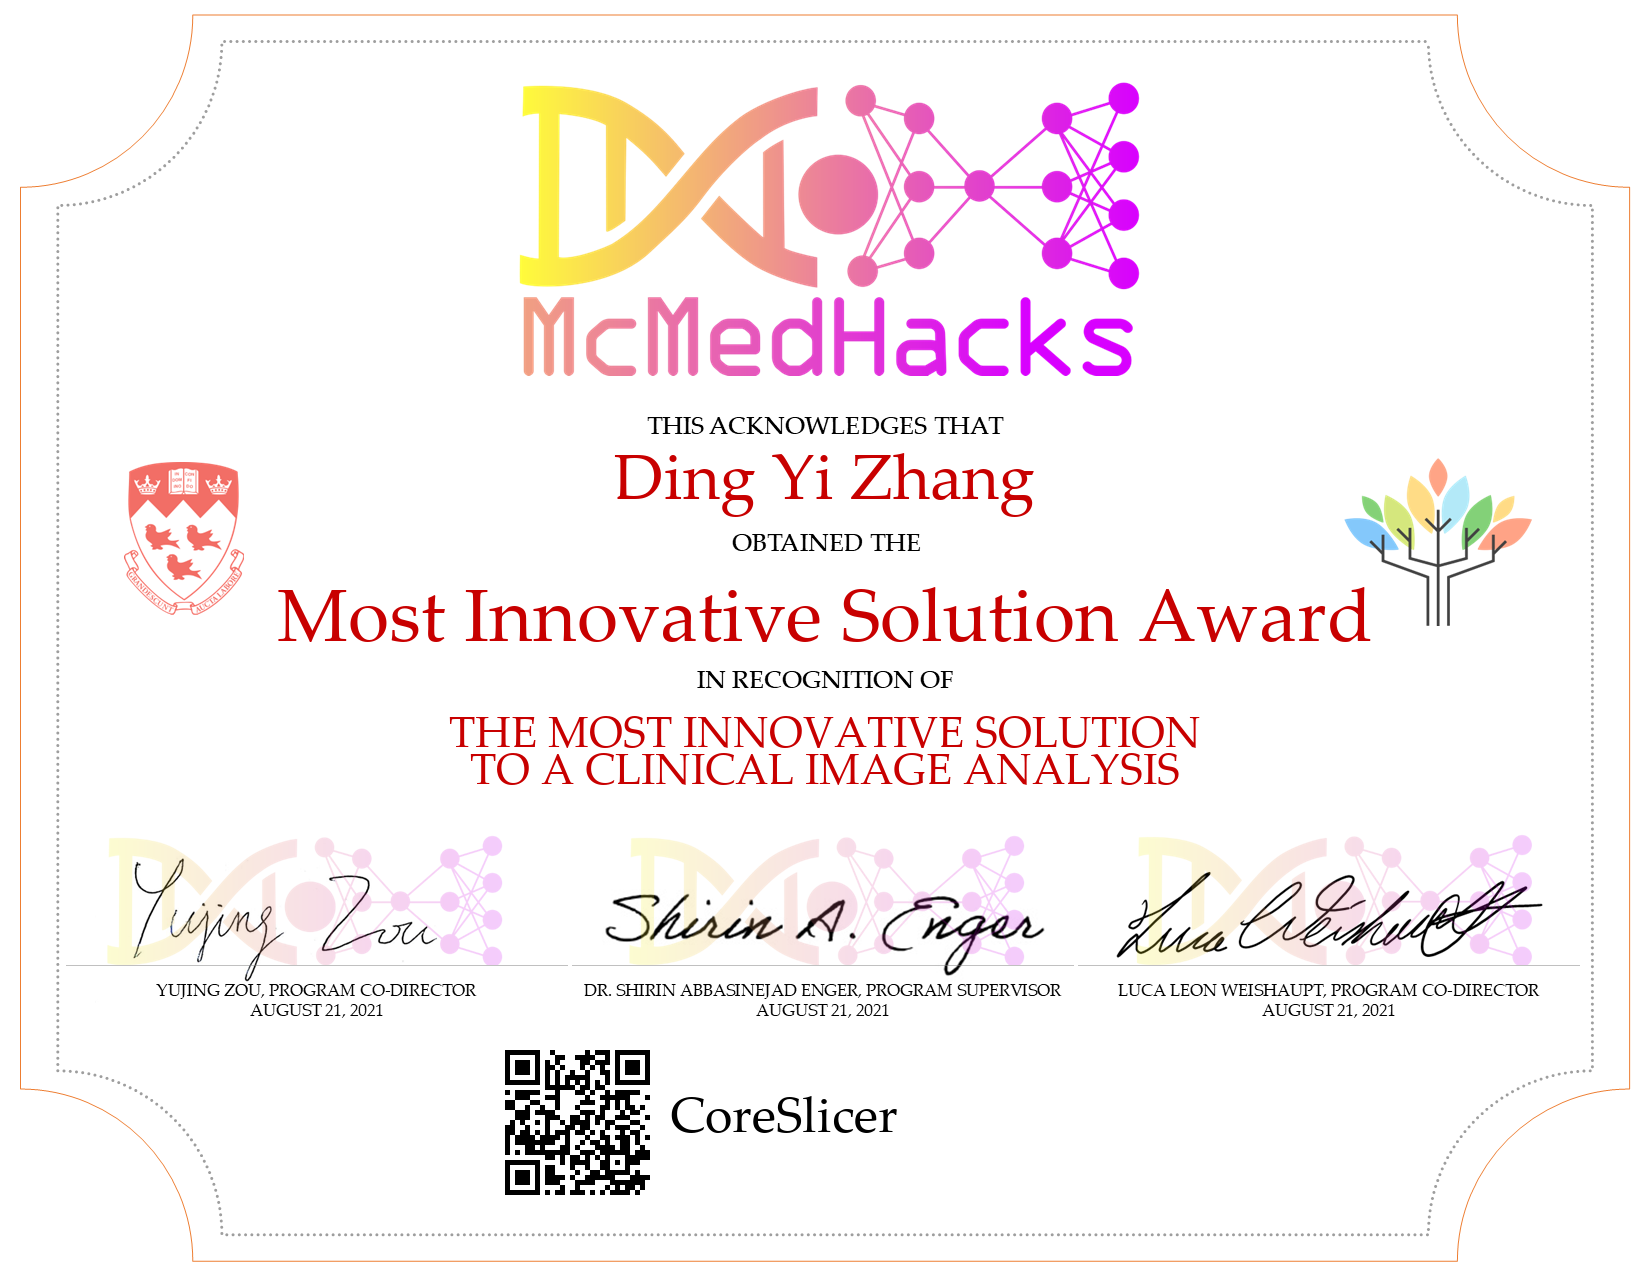 McMedHacks
THIS ACKNOWLEDGES THAT
Ding Yi Zhang
OBTAINED THE
Most Innovative Solution Award
IN RECOGNITION OF
THE MOST INNOVATIVE SOLUTION
TO A CLINICAL IMAGE ANALYSIS
GRANDESCUNT AUCTA LABORE
Yujing Zou
Shirin A. Enger
Luca Weishaupt
YUJING ZOU, PROGRAM CO-DIRECTOR
AUGUST 21, 2021
DR. SHIRIN ABBASINEJAD ENGER, PROGRAM SUPERVISOR
AUGUST 21, 2021
LUCA LEON WEISHAUPT, PROGRAM CO-DIRECTOR
AUGUST 21, 2021
CoreSlicer